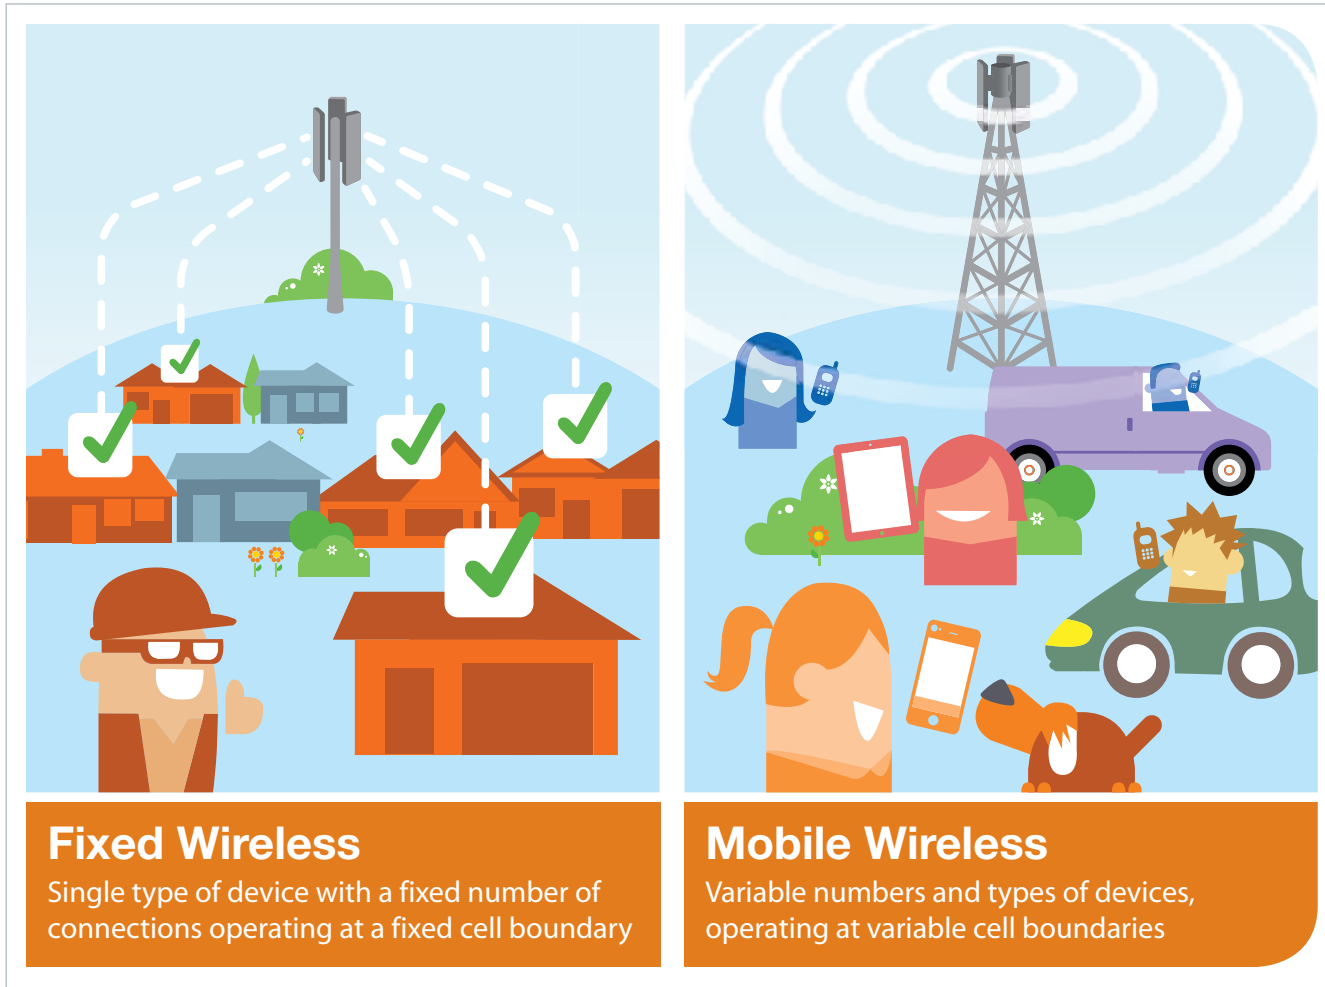 Fixed Wireless
Single type of device with a fixed number of
connections operating at a fixed cell boundary
Mobile Wireless
Variable numbers and types of devices,
operating at variable cell boundaries